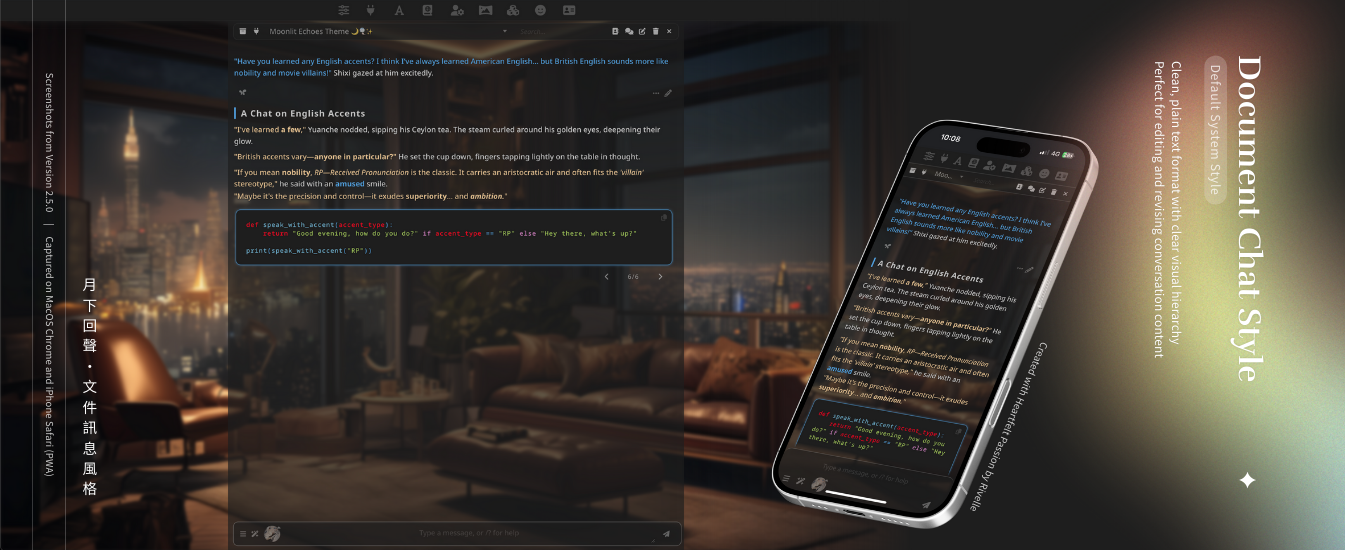 Moonlit Echoes Theme 🌙🗣✨
"Have you learned any English accents? I think I've always learned American English... but British English sounds more like
nobility and movie villains!" Shixi gazed at him excitedly.
A Chat on English Accents
"I've learned a few," Yuanche nodded, sipping his Ceylon tea. The steam curled around his golden eyes, deepening their
glow.
"British accents vary—anyone in particular?" He set the cup down, fingers tapping lightly on the table in thought.
"If you mean nobility, RP—Received Pronunciation is the classic. It carries an aristocratic air and often fits the 'villain'
stereotype," he said with an amused smile.
"Maybe it's the precision and control—it exudes superiority... and ambition."
def speak_with_accent(accent_type):
return "Good evening, how do you do?" if accent_type == "RP" else "Hey there, what's up?"
print(speak_with_accent("RP"))
6/6
Type a message, or /? for help
10:08
4G
Moo...
"Have you learned any English accents? I think I've
always learned American English... but British
English sounds more like nobility and movie
villains!" Shixi gazed at him excitedly.
A Chat on English Accents
"I've learned a few," Yuanche nodded, sipping his
Ceylon tea. The steam curled around his golden
eyes, deepening their glow.
"British accents vary—anyone in particular?" He
set the cup down, fingers tapping lightly on the
table in thought.
"If you mean nobility, RP—Received Pronunciation
is the classic. It carries an aristocratic air and often
fits the 'villain' stereotype," he said with an
amused smile.
"Maybe it's the precision and control—it exudes
superiority... and ambition."
def speak_with_accent(accent_type):
return "Good evening, how do you
do?" if accent_type == "RP" else "Hey
there, what's up?"
Type a message, or /? for help
Document Chat Style
Default System Style
Clean, plain text format with clear visual hierarchy
Perfect for editing and revising conversation content
Created with Heartfelt Passion by Rivelle
月下回聲・文件訊息風格
Screenshots from Version 2.5.0 | Captured on MacOS Chrome and iPhone Safari (PWA)